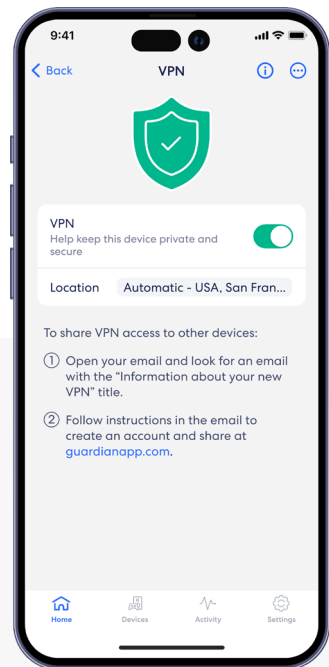 9:41
Back
VPN
VPN
Help keep this device private and
secure
Location Automatic - USA, San Fran...
To share VPN access to other devices:
1 Open your email and look for an email
with the “Information about your new
VPN” title.
2 Follow instructions in the email to
create an account and share at
guardianapp.com.
Home Devices Activity Settings